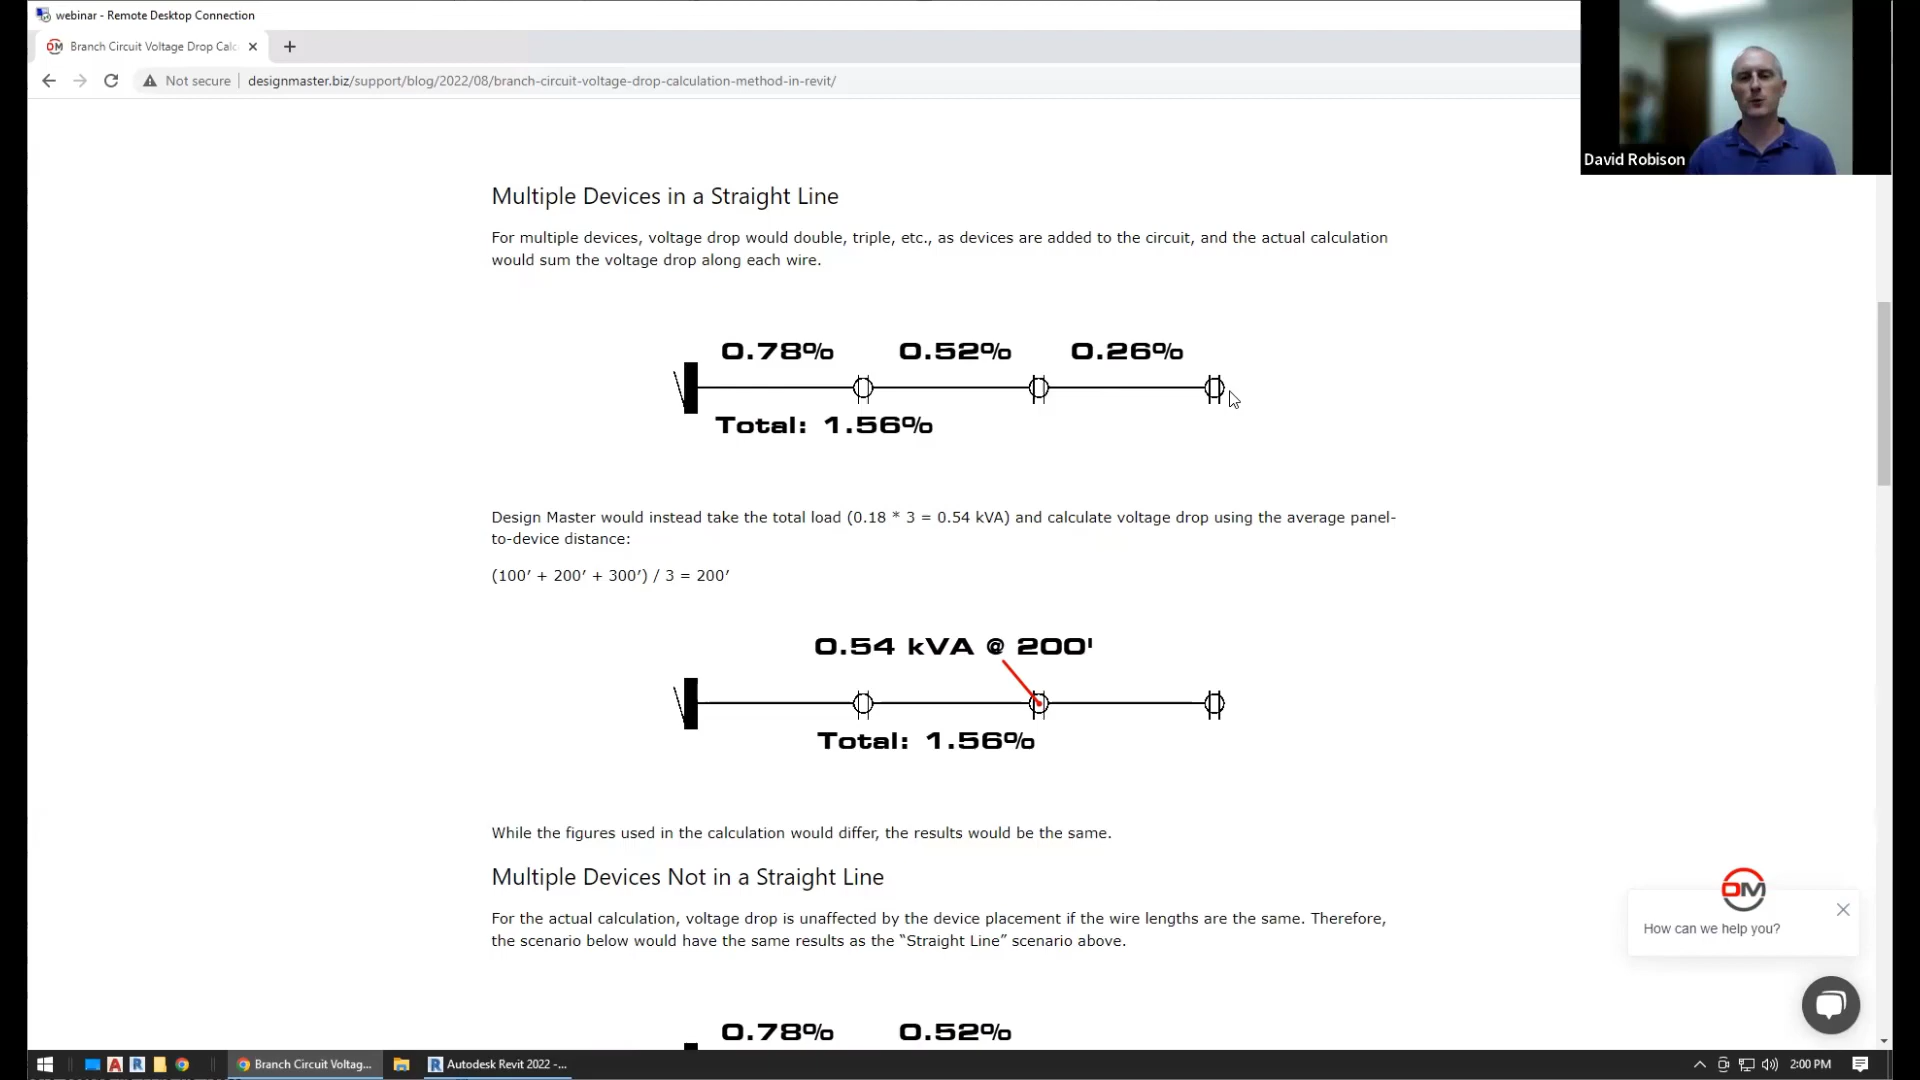 webinar - Remote Desktop Connection
DM Branch Circuit Voltage Drop Calc
Not secure | designmaster.biz/support/blog/2022/08/branch-circuit-voltage-drop-calculation-method-in-revit/
David Robison
Multiple Devices in a Straight Line
For multiple devices, voltage drop would double, triple, etc., as devices are added to the circuit, and the actual calculation
would sum the voltage drop along each wire.
0.78% 0.52% 0.26%
Total: 1.56%
Design Master would instead take the total load (0.18 * 3 = 0.54 kVA) and calculate voltage drop using the average panel-
to-device distance:
(100′ + 200′ + 300′) / 3 = 200′
0.54 kVA @ 200'
Total: 1.56%
While the figures used in the calculation would differ, the results would be the same.
Multiple Devices Not in a Straight Line
For the actual calculation, voltage drop is unaffected by the device placement if the wire lengths are the same. Therefore,
the scenario below would have the same results as the “Straight Line” scenario above.
0.78% 0.52%
DM
How can we help you?
A R Branch Circuit Voltag... R Autodesk Revit 2022 -... 2:00 PM